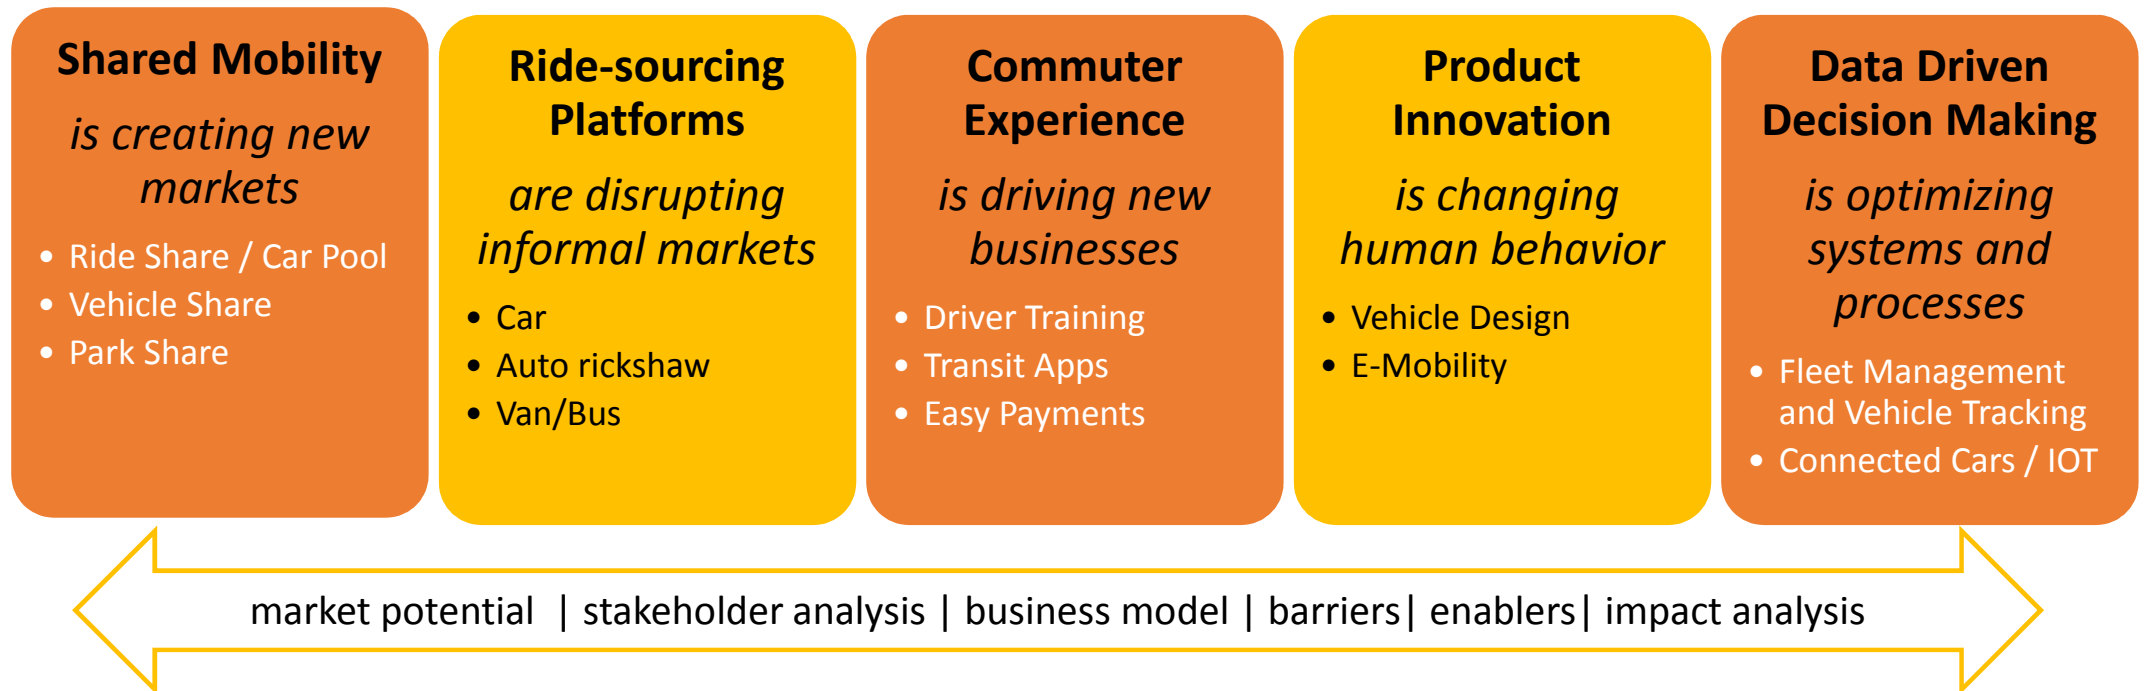 Shared Mobility
is creating new
markets
• Ride Share / Car Pool
• Vehicle Share
• Park Share
Ride-sourcing
Platforms
are disrupting
informal markets
• Car
• Auto rickshaw
• Van/Bus
Commuter
Experience
is driving new
businesses
• Driver Training
• Transit Apps
• Easy Payments
Product
Innovation
is changing
human behavior
• Vehicle Design
• E-Mobility
Data Driven
Decision Making
is optimizing
systems and
processes
• Fleet Management
and Vehicle Tracking
• Connected Cars / IOT
market potential | stakeholder analysis | business model | barriers| enablers| impact analysis